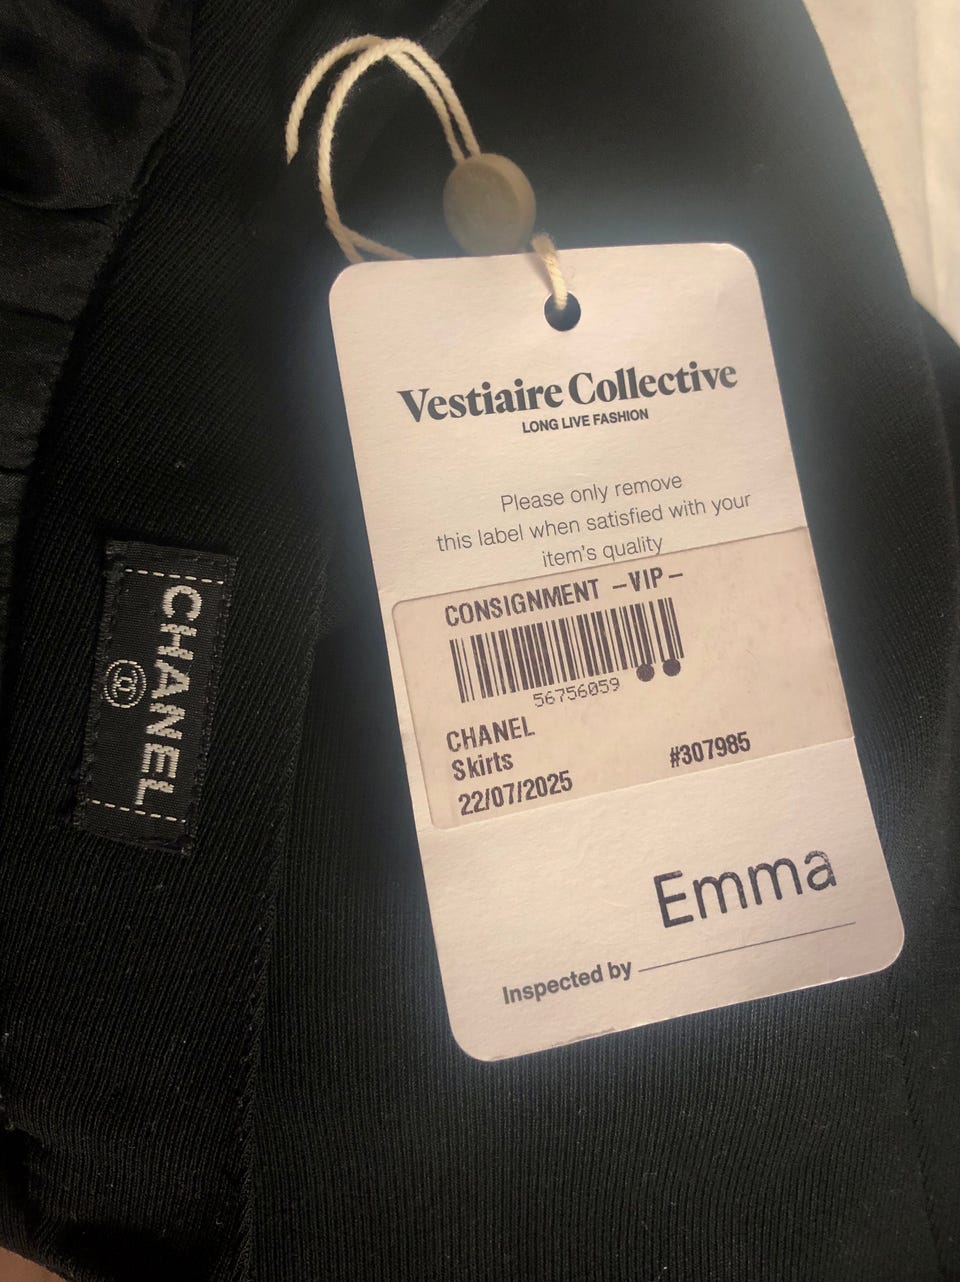 CHANEL
Vestiaire Collective
LONG LIVE FASHION
Please only remove
this label when satisfied with your
item's quality
CONSIGNMENT -VIP-
56756059
CHANEL
Skirts
22/07/2025 #307985
Emma
Inspected by